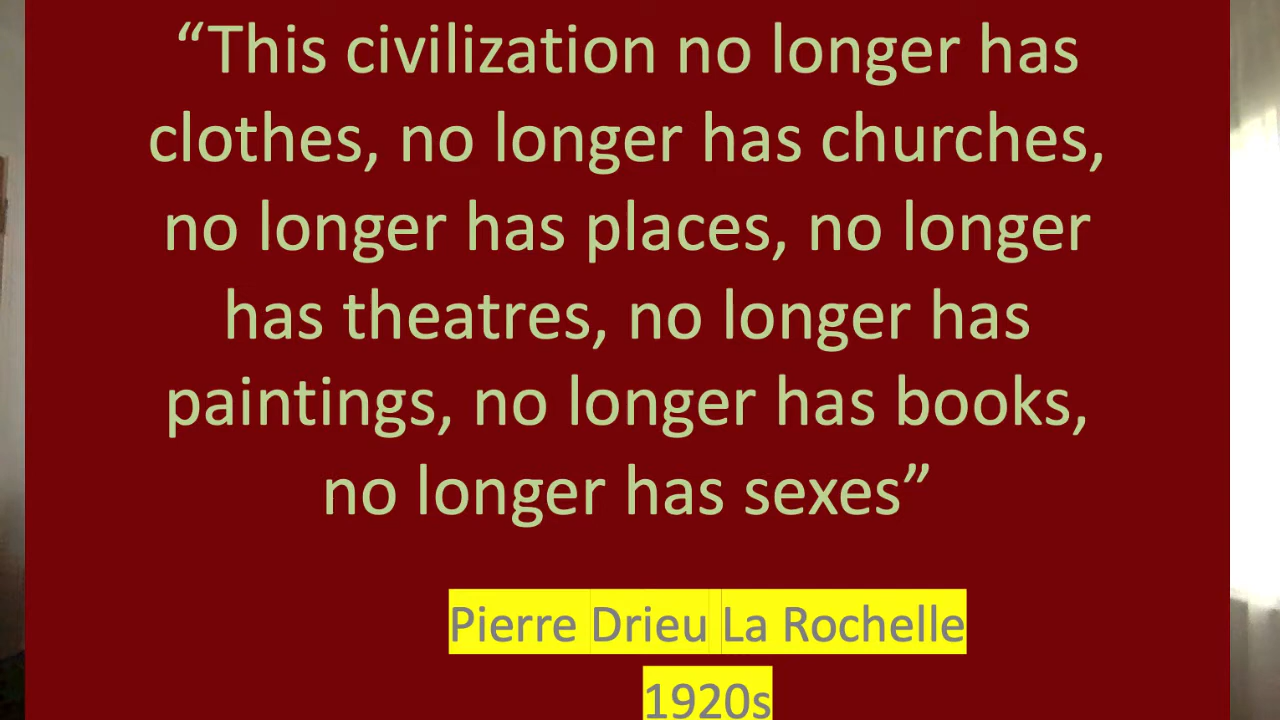 “This civilization no longer has
clothes, no longer has churches,
no longer has places, no longer
has theatres, no longer has
paintings, no longer has books,
no longer has sexes”
Pierre Drieu La Rochelle
1920s